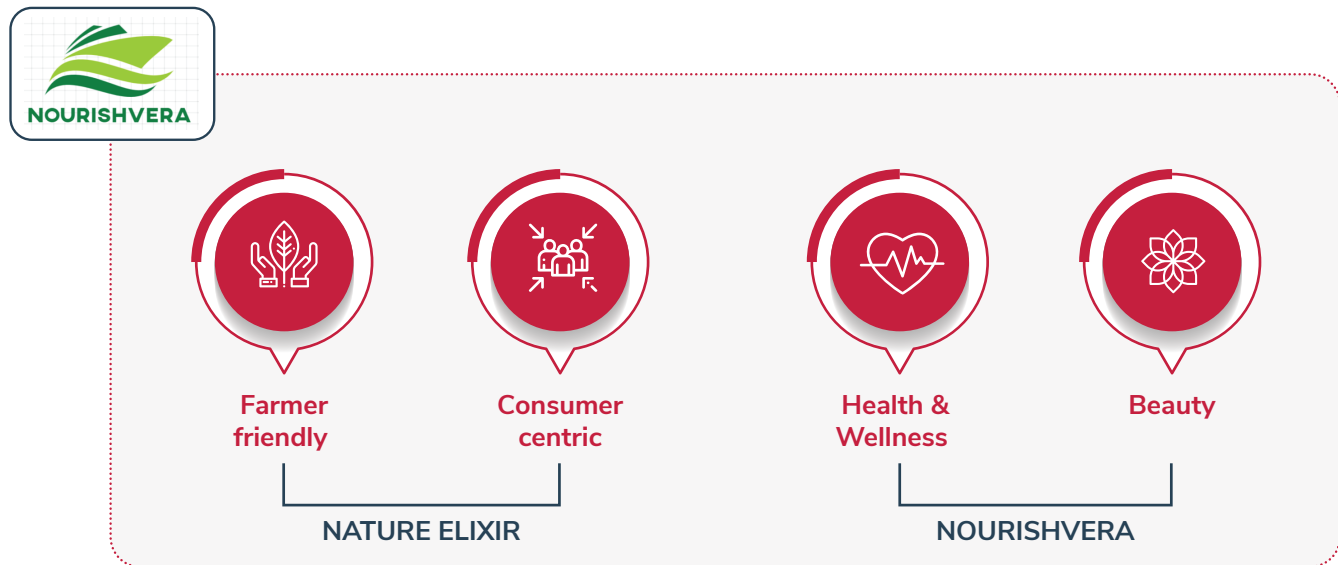 NOURISHVERA
Farmer
friendly
Consumer
centric
Health &
Wellness
Beauty
NATURE ELIXIR
NOURISHVERA